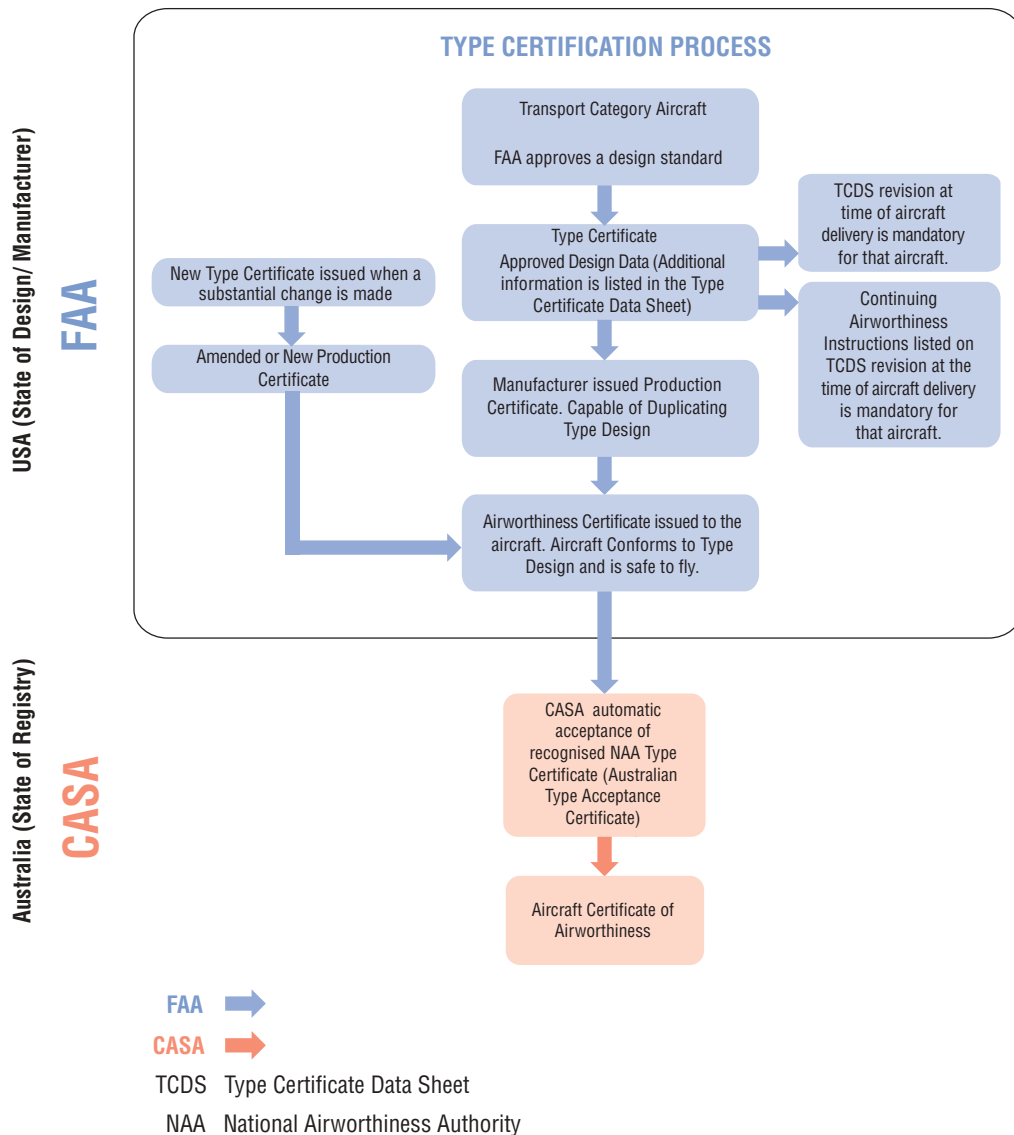 TYPE CERTIFICATION PROCESS
USA (State of Design/ Manufacturer)
FAA
Transport Category Aircraft
FAA approves a design standard
Type Certificate
Approved Design Data (Additional
information is listed in the Type
Certificate Data Sheet)
TCDS revision at
time of aircraft
delivery is mandatory
for that aircraft.
Continuing
Airworthiness
Instructions listed on
TCDS revision at the
time of aircraft delivery
is mandatory for
that aircraft.
New Type Certificate issued when a
substantial change is made
Amended or New Production
Certificate
Manufacturer issued Production
Certificate. Capable of Duplicating
Type Design
Airworthiness Certificate issued to the
aircraft. Aircraft Conforms to Type
Design and is safe to fly.
Australia (State of Registry)
CASA
CASA automatic
acceptance of
recognised NAA Type
Certificate (Australian
Type Acceptance
Certificate)
Aircraft Certificate of
Airworthiness
FAA
CASA
TCDS Type Certificate Data Sheet
NAA National Airworthiness Authority